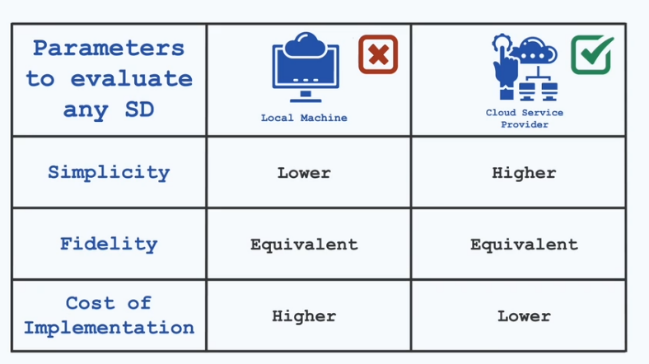 Parameters
to evaluate
any SD
Local Machine
Cloud Service
Provider
Simplicity
Lower
Higher
Fidelity
Equivalent
Equivalent
Cost of
Implementation
Higher
Lower